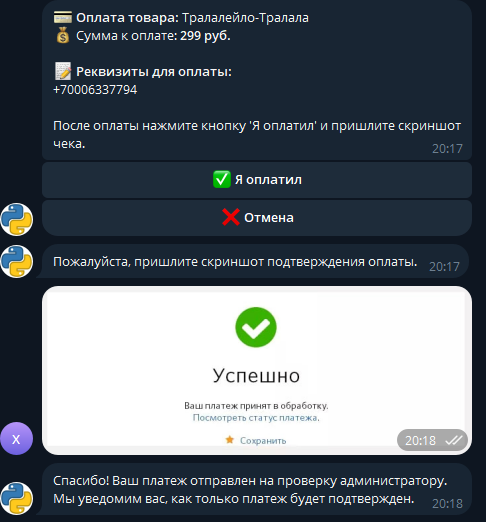 💳 Оплата товара: Тралалейло-Тралала
💰 Сумма к оплате: 299 руб.
📝 Реквизиты для оплаты:
+70006337794
После оплаты нажмите кнопку 'Я оплатил' и пришлите скриншот
чека.
20:17
✅ Я оплатил
❌ Отмена
Пожалуйста, пришлите скриншот подтверждения оплаты.
20:17
Успешно
Ваш платеж принят в обработку.
Посмотреть статус платежа.
Сохранить
20:18
X
Спасибо! Ваш платеж отправлен на проверку администратору.
Мы уведомим вас, как только платеж будет подтвержден.
20:18